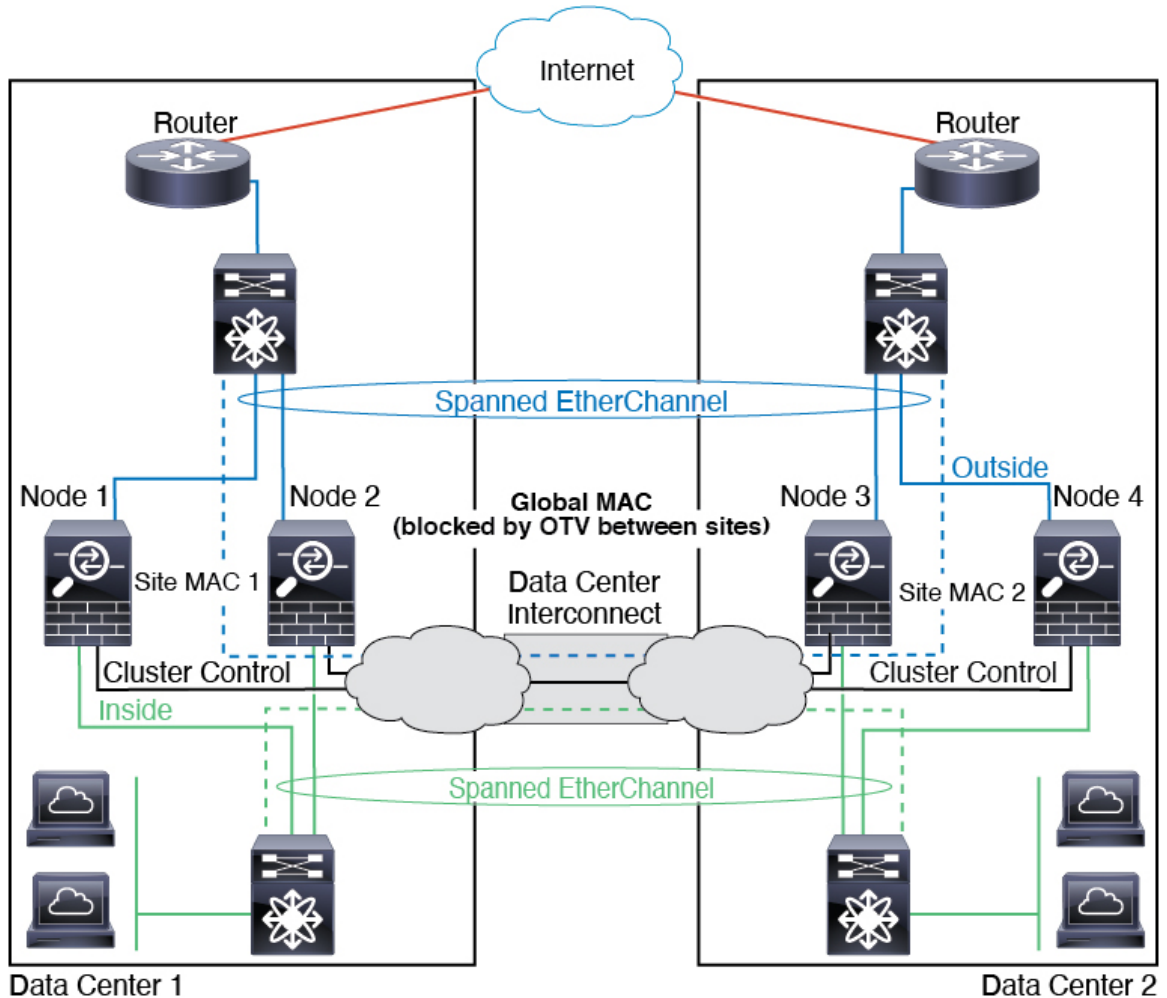 Internet
Router
Router
Spanned EtherChannel
Outside
Node 1
Node 2
Global MAC
(blocked by OTV between sites)
Node 3
Node 4
Site MAC 1
Data Center
Interconnect
Site MAC 2
Cluster Control
Cluster Control
Inside
Spanned EtherChannel
Data Center 1
Data Center 2